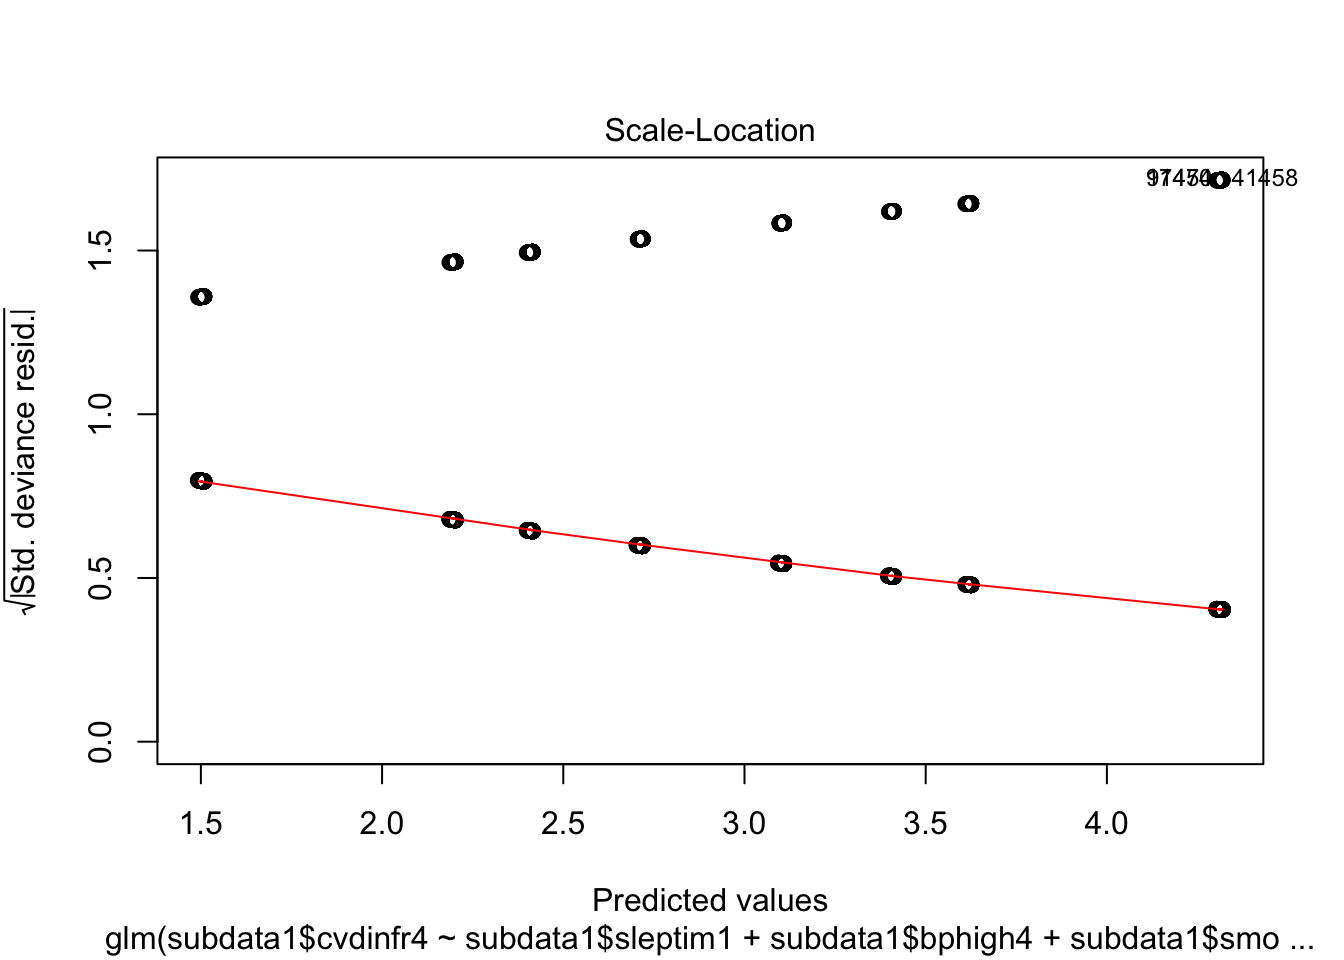 Scale-Location
41458
1.5
1.0
0.5
0.0
√|Std. deviance resid.|
1.5 2.0 2.5 3.0 3.5 4.0
Predicted values
glm(subdata1$cvdinfr4 ~ subdata1$sleptim1 + subdata1$bphigh4 + subdata1$smo ...